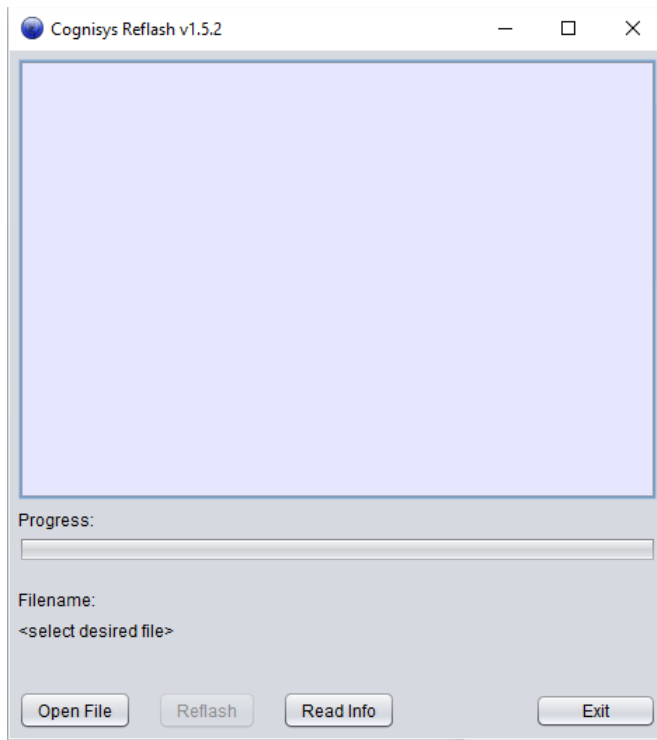 Cognisys Reflash v1.5.2
Progress:
Filename:
<select desired file>
Open File Reflash Read Info Exit